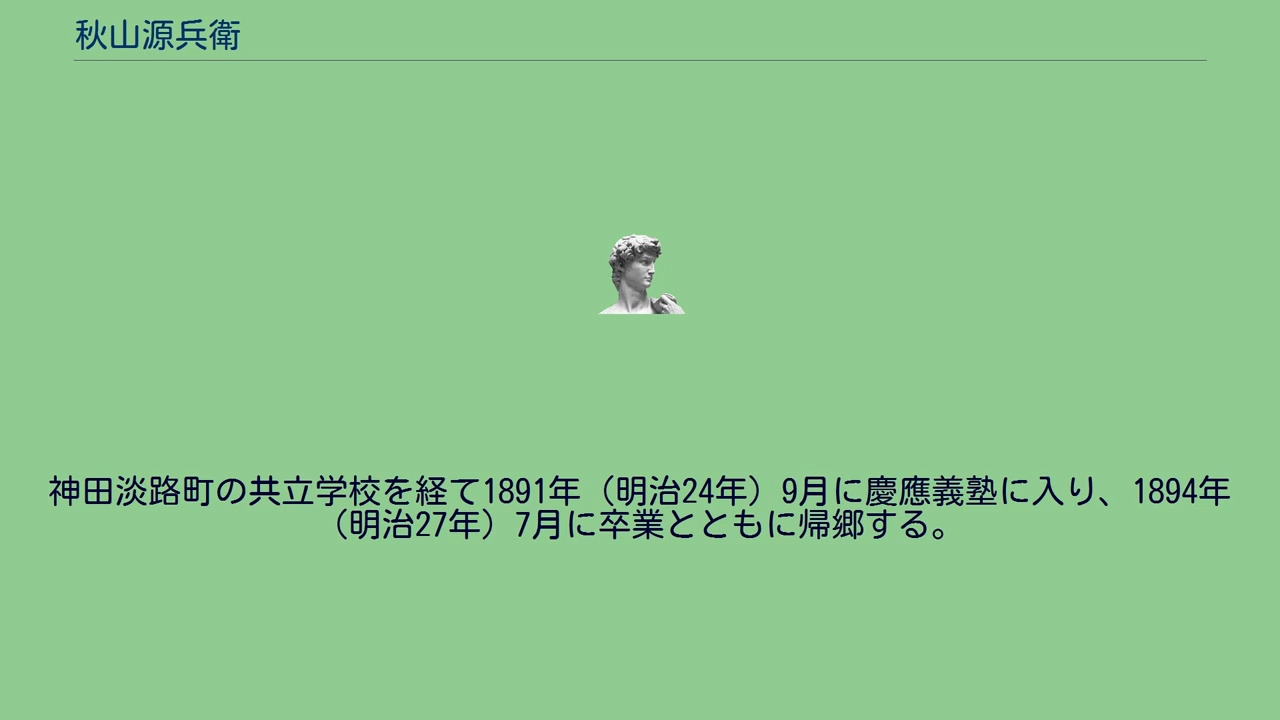 秋山源兵衛
神田淡路町の共立学校を経て1891年（明治24年）9月に慶應義塾に入り、1894年
（明治27年）7月に卒業とともに帰郷する。